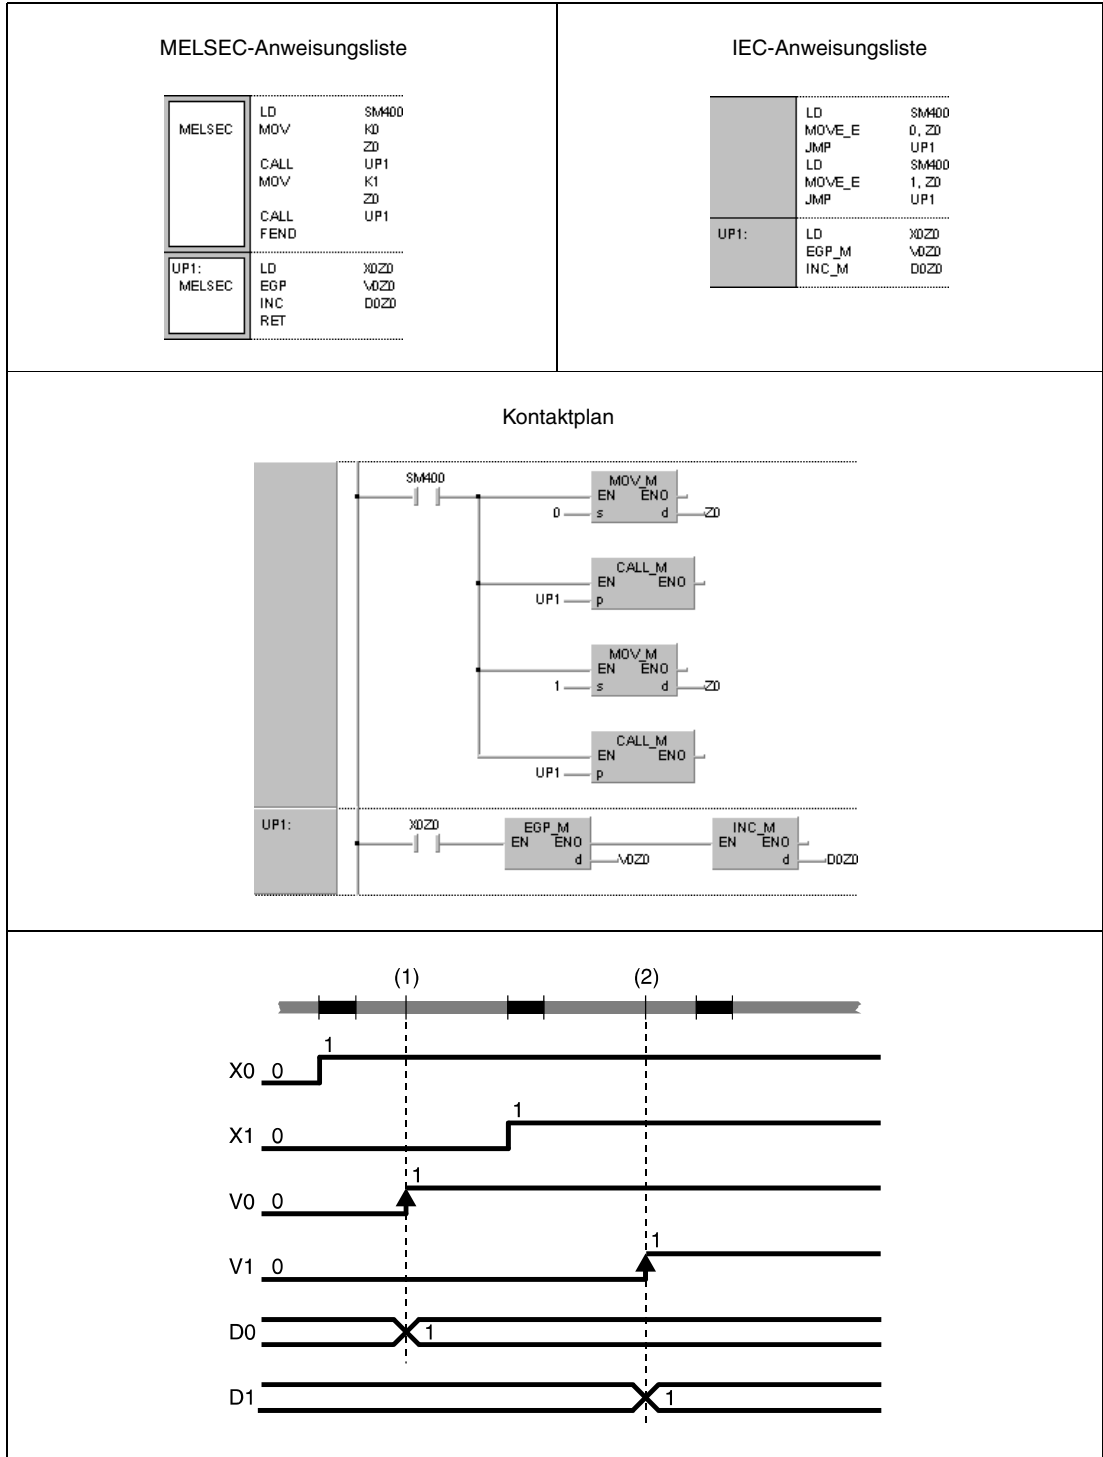 MELSEC-Anweisungsliste
MELSEC
LD SM400
MOV K0
Z0
CALL UP1
MOV K1
Z0
CALL UP1
FEND
UP1:
MELSEC
LD X0Z0
EGP V0Z0
INC D0Z0
RET
IEC-Anweisungsliste
LD SM400
MOVE_E 0, Z0
JMP UP1
LD SM400
MOVE_E 1, Z0
JMP UP1
UP1:
LD X0Z0
EGP_M V0Z0
INC_M D0Z0
Kontaktplan
SM400
MOV_M
EN ENO
0 s d Z0
CALL_M
EN ENO
UP1 p
MOV_M
EN ENO
1 s d Z0
CALL_M
EN ENO
UP1 p
UP1:
X0Z0
EGP_M
EN ENO
d V0Z0
INC_M
EN ENO
d D0Z0
(1) (2)
X0 0 1
X1 0 1
V0 0 1
V1 0 1
D0 1
D1 1